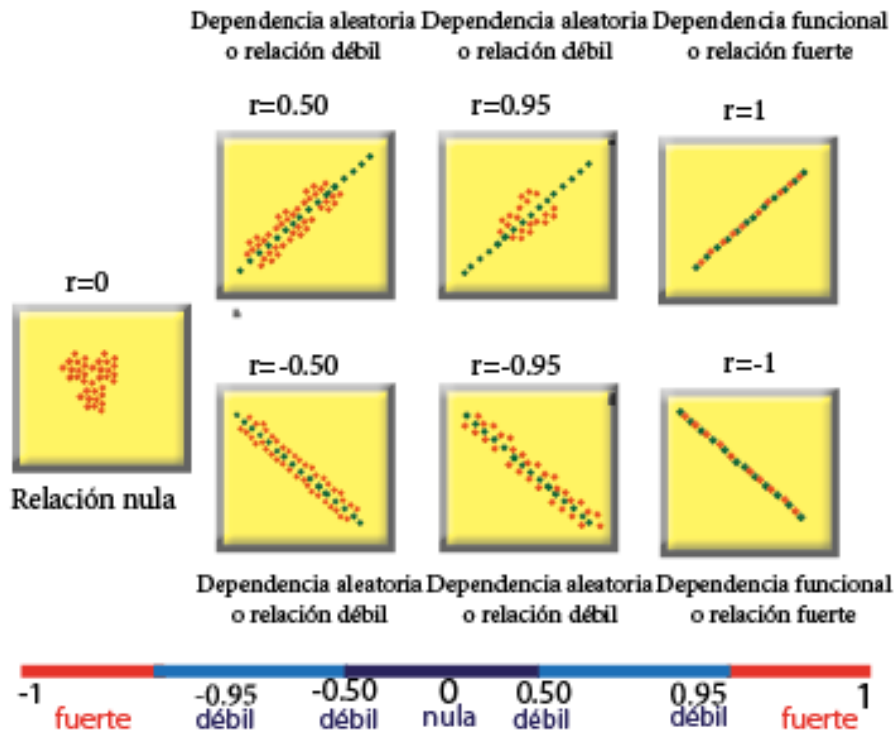 Dependencia aleatoria
o relación débil
Dependencia aleatoria
o relación débil
Dependencia funcional
o relación fuerte
r=0.50
r=0.95
r=1
r=0
Relación nula
r=-0.50
r=-0.95
r=-1
Dependencia aleatoria
o relación débil
Dependencia aleatoria
o relación débil
Dependencia funcional
o relación fuerte
-1
-0.95
-0.50
0
0.50
0.95
1
fuerte
débil
débil
nula
débil
débil
fuerte